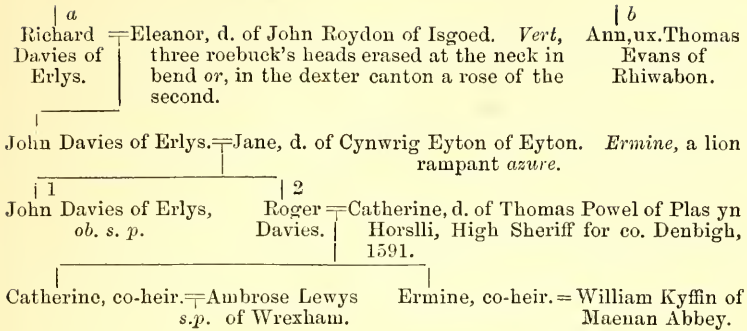 a b
Richard =Eleanor, d. of John Roydon of Isgoed. Vert, Ann,ux.Thomas
Davies of three roebuck's heads erased at the neck in Evans of
Erlys. bend or, in the dexter canton a rose of the Rhiwabon.
second.
John Davies of Erlys.=Jane, d. of Cynwrig Eyton of Eyton. Ermine, a lion
rampant azure.
1 2
John Davies of Erlys, Roger =Catherine, d. of Thomas Powel of Plas yn
ob. s. p. Davies. Horslli, High Sheriff for co. Denbigh,
1591.
Catherine, co-heir.=Ambrose Lewys Ermine, co-heir. = William Kyffin of
s.p. of Wrexham. Maenan Abbey.